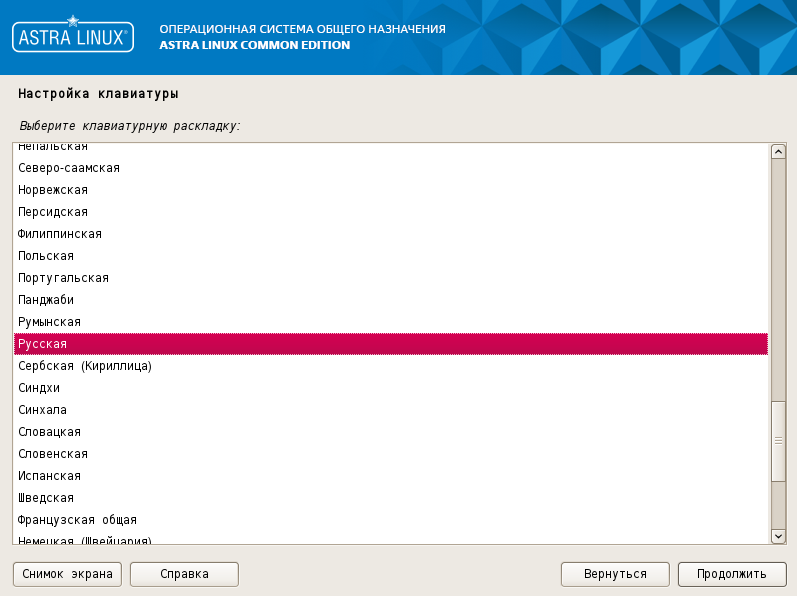 ASTRA LINUX®
ОПЕРАЦИОННАЯ СИСТЕМА ОБЩЕГО НАЗНАЧЕНИЯ
ASTRA LINUX COMMON EDITION
Настройка клавиатуры
Выберите клавиатурную раскладку:
Непальская
Северо-саамская
Норвежская
Персидская
Филиппинская
Польская
Португальская
Панджаби
Румынская
Русская
Сербская (Кириллица)
Синдхи
Синхала
Словацкая
Словенская
Испанская
Шведская
Французская общая
Немецкая (Швейцария)
Снимок экрана Справка Вернуться Продолжить